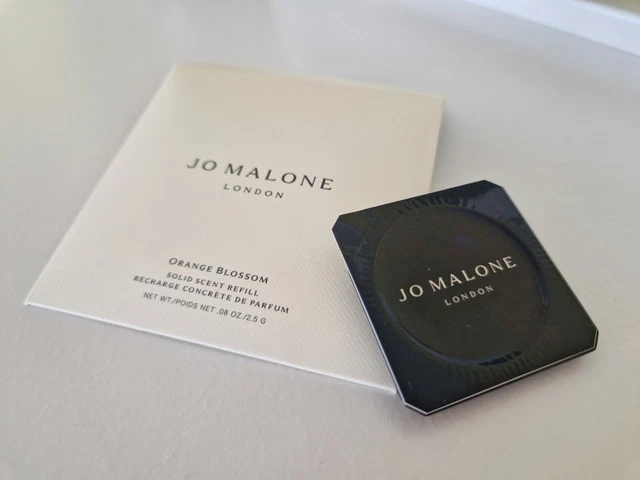 JO MALONE
LONDON
ORANGE BLOSSOM
SOLID SCENT REFILL
RECHARGE CONCRÈTE DE PARFUM
NET WT./POIDS NET .08 OZ./2.5 G
JO MALONE
LONDON